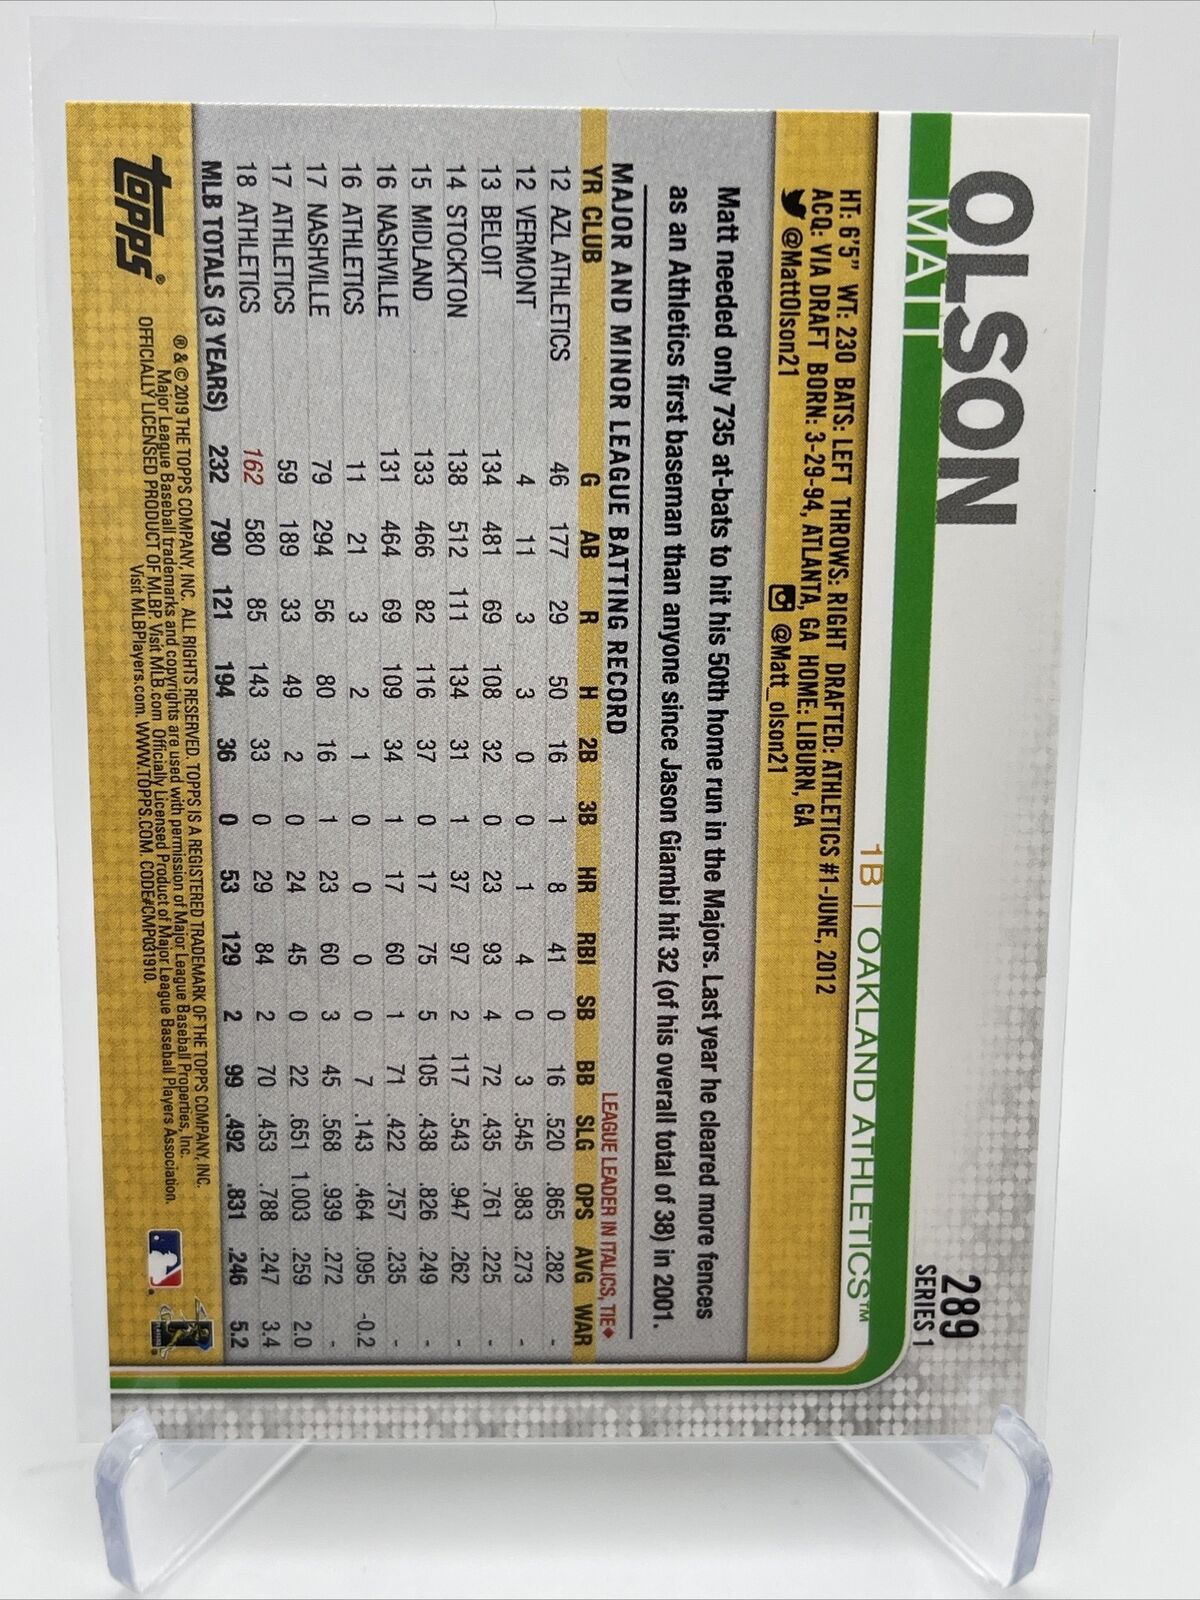 OLSON
MATT
289
SERIES 1
1B | OAKLAND ATHLETICS™
HT: 6'5" WT: 230 BATS: LEFT THROWS: RIGHT DRAFTED: ATHLETICS #1-JUNE, 2012
ACQ: VIA DRAFT BORN: 3-29-94, ATLANTA, GA HOME: LIBURN, GA
@MattOlson21 @Matt_olson21
Matt needed only 735 at-bats to hit his 50th home run in the Majors. Last year he cleared more fences
as an Athletics first baseman than anyone since Jason Giambi hit 32 (of his overall total of 38) in 2001.
MAJOR AND MINOR LEAGUE BATTING RECORD LEAGUE LEADER IN ITALICS, TIE♦
YR CLUB G AB R H 2B 3B HR RBI SB BB SLG OPS AVG WAR
12 AZL ATHLETICS 46 177 29 50 16 1 8 41 0 16 .520 .865 .282 -
12 VERMONT 4 11 3 3 0 0 1 4 0 3 .545 .983 .273 -
13 BELOIT 134 481 69 108 32 0 23 93 4 72 .435 .761 .225 -
14 STOCKTON 138 512 111 134 31 1 37 97 2 117 .543 .947 .262 -
15 MIDLAND 133 466 82 116 37 0 17 75 5 105 .438 .826 .249 -
16 NASHVILLE 131 464 69 109 34 1 17 60 1 71 .422 .757 .235 -
16 ATHLETICS 11 21 3 2 1 0 0 0 0 7 .143 .464 .095 -0.2
17 NASHVILLE 79 294 56 80 16 1 23 60 3 45 .568 .939 .272 -
17 ATHLETICS 59 189 33 49 2 0 24 45 0 22 .651 1.003 .259 2.0
18 ATHLETICS 162 580 85 143 33 0 29 84 2 70 .453 .788 .247 3.4
MLB TOTALS (3 YEARS) 232 790 121 194 36 0 53 129 2 99 .492 .831 .246 5.2
topps®
® & © 2019 THE TOPPS COMPANY, INC. ALL RIGHTS RESERVED. TOPPS IS A REGISTERED TRADEMARK OF THE TOPPS COMPANY, INC.
Major League Baseball trademarks and copyrights are used with permission of Major League Baseball Properties, Inc.
OFFICIALLY LICENSED PRODUCT OF MLBP. Visit MLB.com. Officially Licensed Product of Major League Baseball Players Association.
Visit MLBPlayers.com. WWW.TOPPS.COM. CODE#CMP031910.